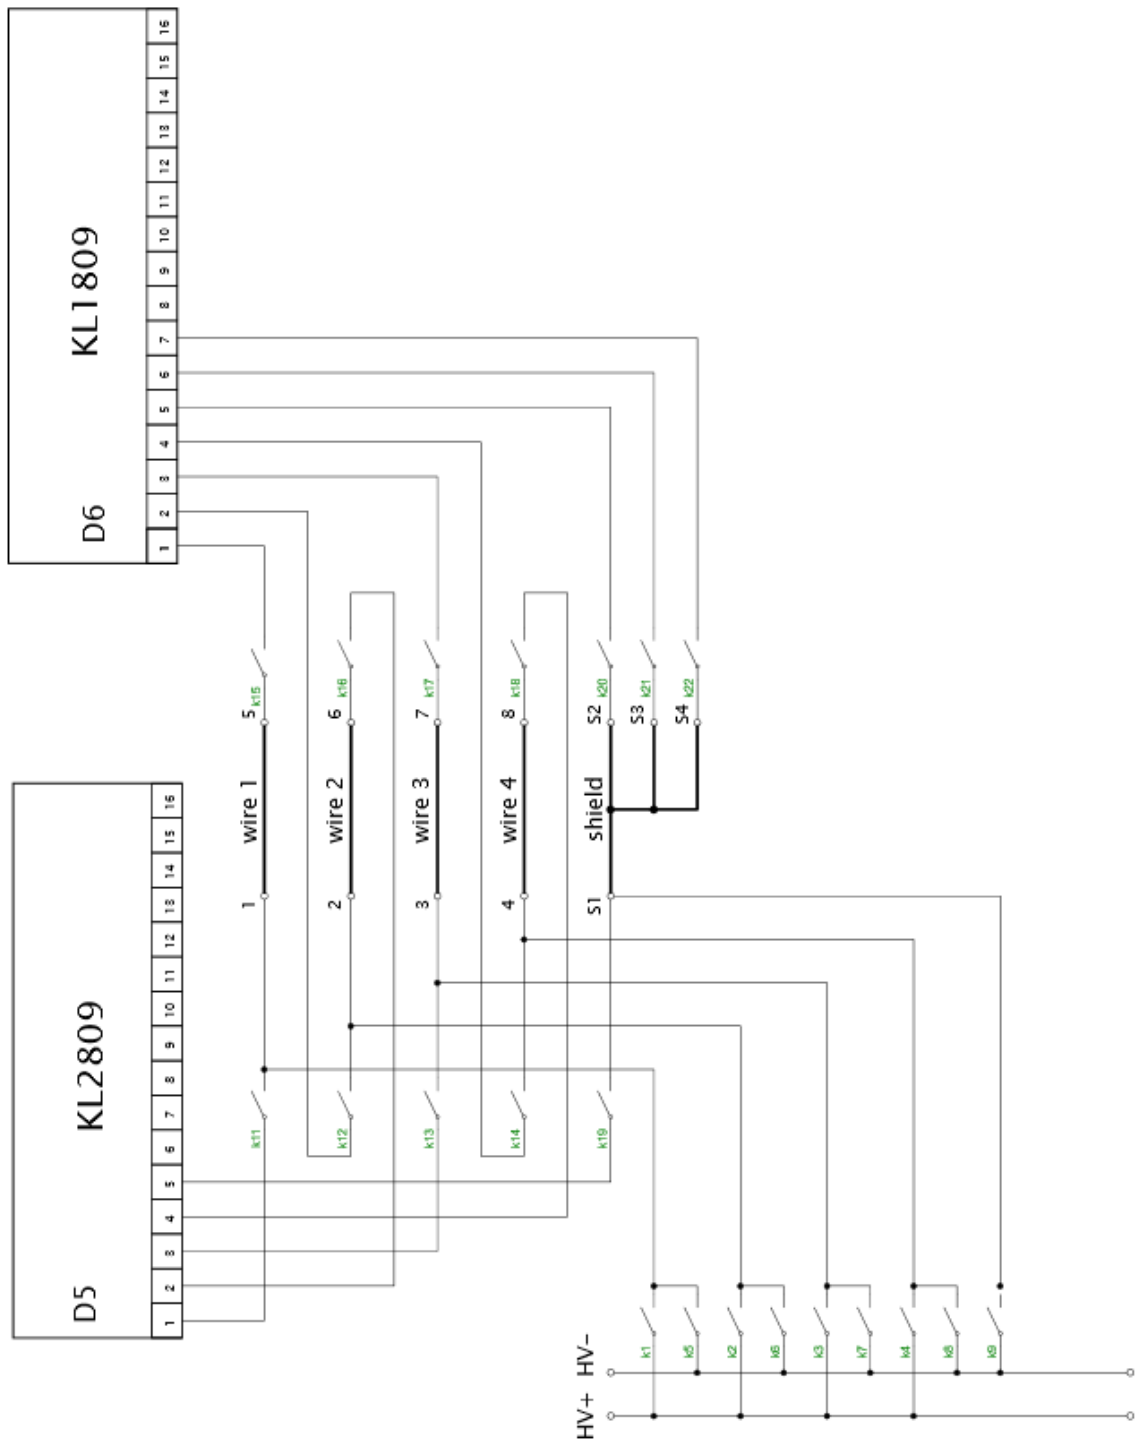 KL1809
D6
16
15
14
13
12
11
10
9
8
7
6
5
4
3
2
1
KL2809
D5
16
15
14
13
12
11
10
9
8
7
6
5
4
3
2
1
5 k15
6 k16
7 k17
8 k18
S2 k20
S3 k21
S4 k22
wire 1
wire 2
wire 3
wire 4
shield
1
2
3
4
S1
k11
k12
k13
k14
k19
k1
k5
k2
k6
k3
k7
k4
k8
k9
HV-
HV+